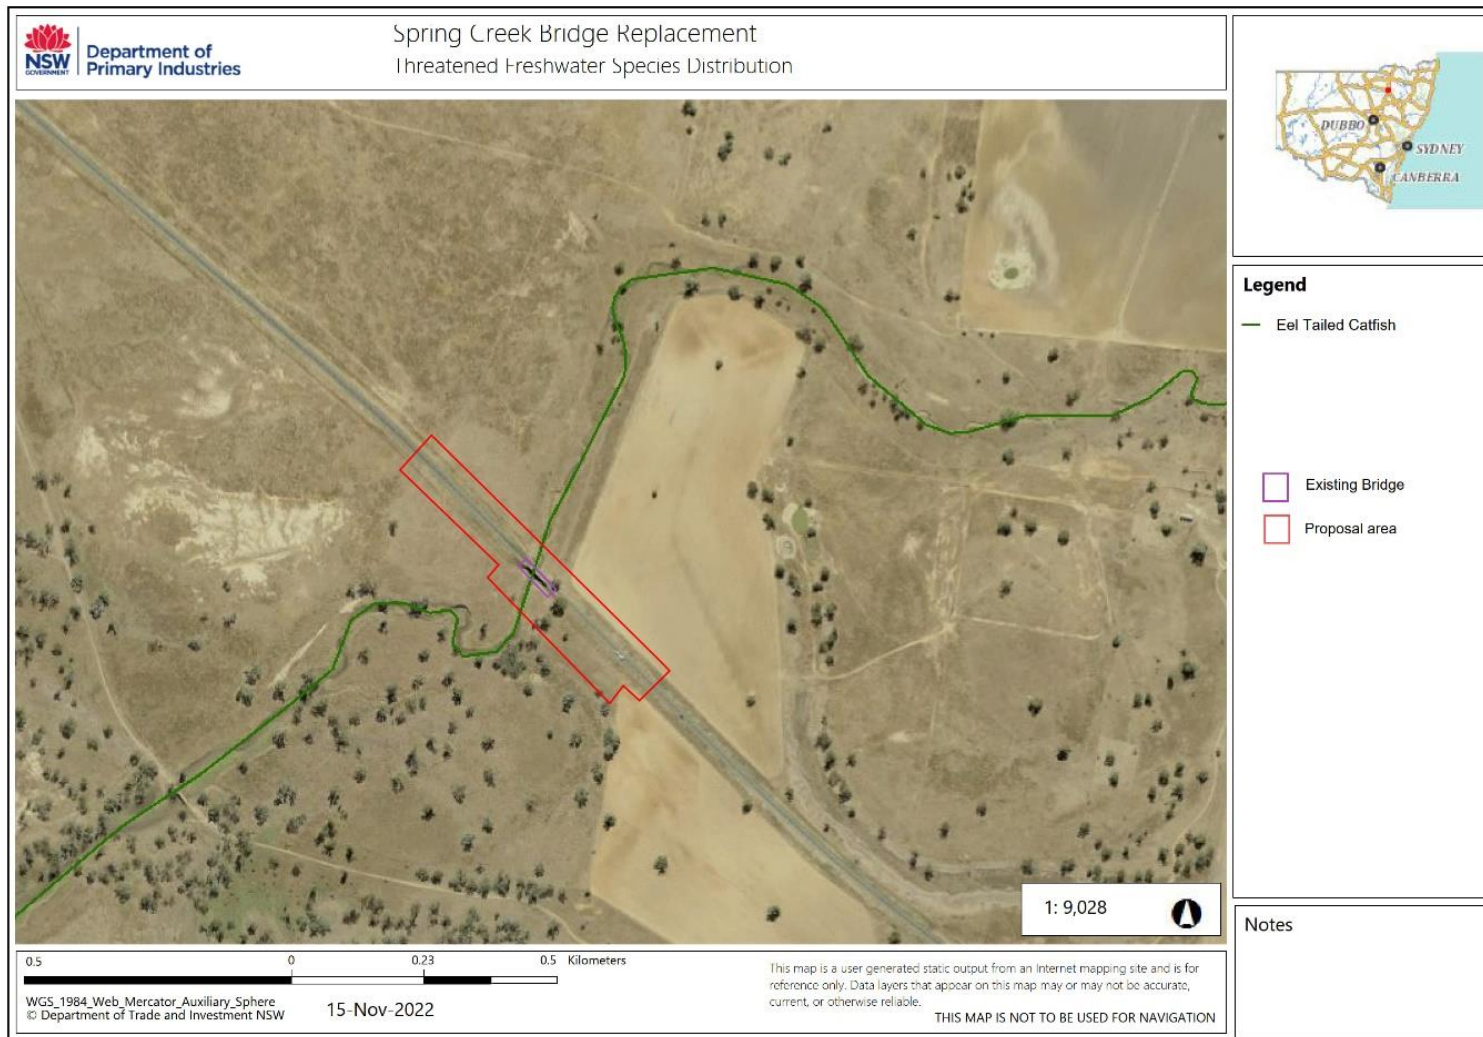 NSW
GOVERNMENT
Department of
Primary Industries
Spring Creek Bridge Replacement
Threatened Freshwater Species Distribution
DUBBO
SYDNEY
CANBERRA
Legend
Eel Tailed Catfish
Existing Bridge
Proposal area
1: 9,028
Notes
0.5 0 0.23 0.5 Kilometers
WGS_1984_Web_Mercator_Auxiliary_Sphere
© Department of Trade and Investment NSW
15-Nov-2022
This map is a user generated static output from an Internet mapping site and is for
reference only. Data layers that appear on this map may or may not be accurate,
current, or otherwise reliable.
THIS MAP IS NOT TO BE USED FOR NAVIGATION